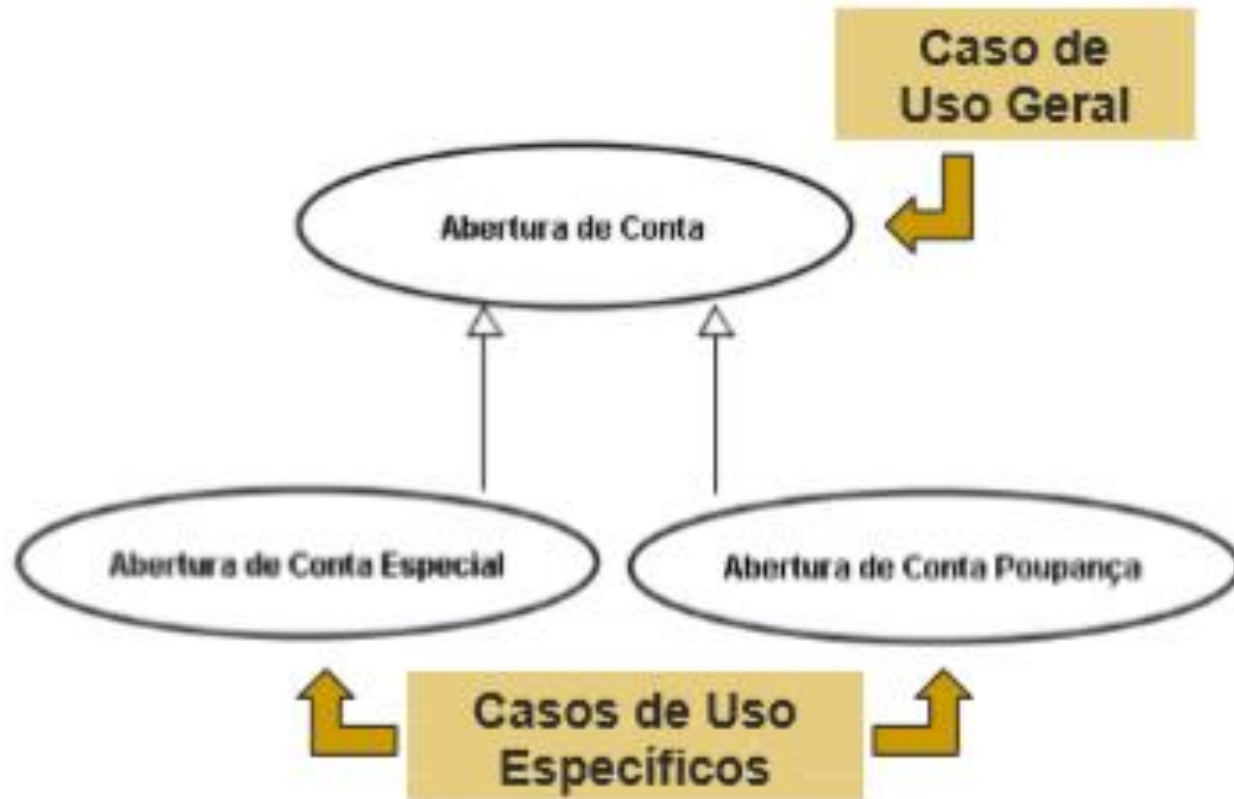 Caso de
Uso Geral
Abertura de Conta
Abertura de Conta Especial
Abertura de Conta Poupança
Casos de Uso
Específicos